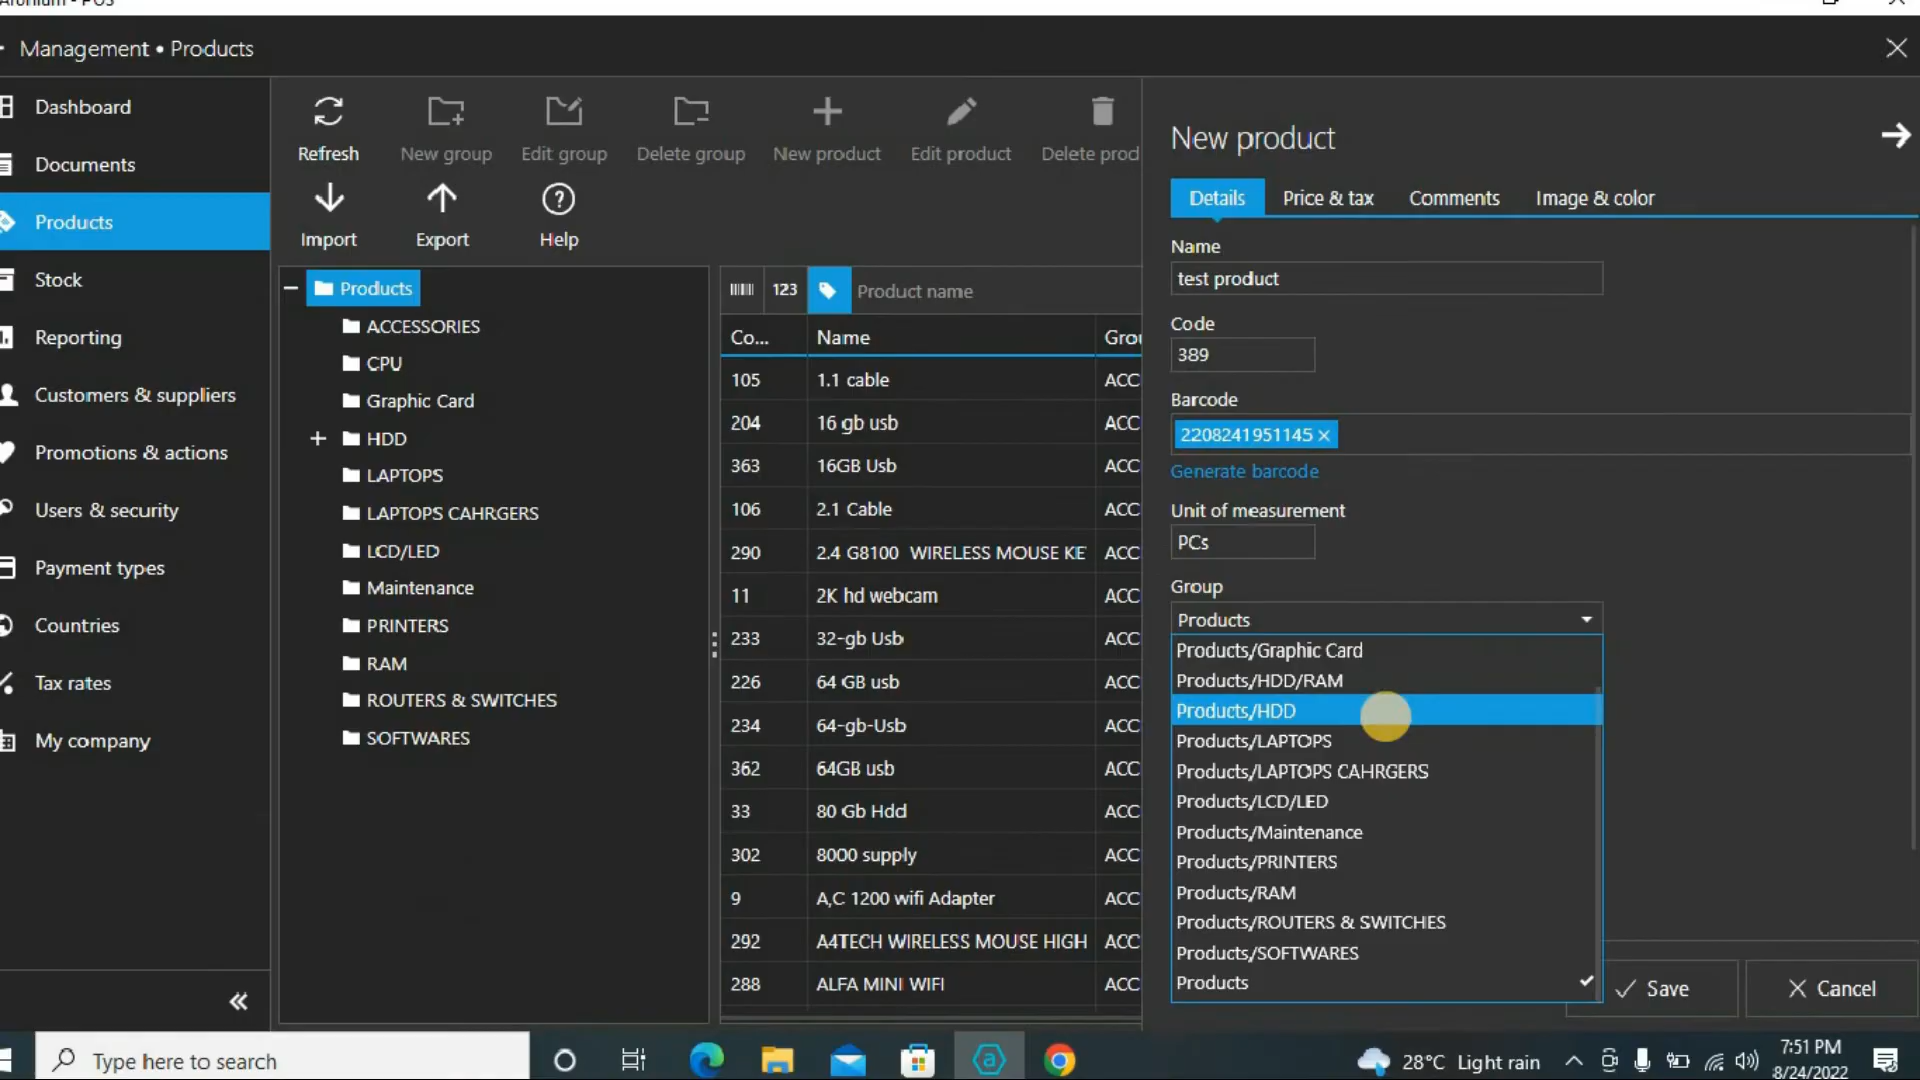 Aronium - POS
Management • Products
Dashboard
Documents
Products
Stock
Reporting
Customers & suppliers
Promotions & actions
Users & security
Payment types
Countries
Tax rates
My company
Refresh
New group
Edit group
Delete group
New product
Edit product
Delete prod
Import
Export
Help
Products
ACCESSORIES
CPU
Graphic Card
HDD
LAPTOPS
LAPTOPS CAHRGERS
LCD/LED
Maintenance
PRINTERS
RAM
ROUTERS & SWITCHES
SOFTWARES
123 Product name
Co... Name Grou
105 1.1 cable ACC
204 16 gb usb ACC
363 16GB Usb ACC
106 2.1 Cable ACC
290 2.4 G8100 WIRELESS MOUSE KE ACC
11 2K hd webcam ACC
233 32-gb Usb ACC
226 64 GB usb ACC
234 64-gb-Usb ACC
362 64GB usb ACC
33 80 Gb Hdd ACC
302 8000 supply ACC
9 A,C 1200 wifi Adapter ACC
292 A4TECH WIRELESS MOUSE HIGH ACC
288 ALFA MINI WIFI ACC
New product
Details Price & tax Comments Image & color
Name
test product
Code
389
Barcode
2208241951145
Generate barcode
Unit of measurement
PCs
Group
Products
Products/Graphic Card
Products/HDD/RAM
Products/HDD
Products/LAPTOPS
Products/LAPTOPS CAHRGERS
Products/LCD/LED
Products/Maintenance
Products/PRINTERS
Products/RAM
Products/ROUTERS & SWITCHES
Products/SOFTWARES
Products
Save Cancel
Type here to search
28°C Light rain
7:51 PM
8/24/2022